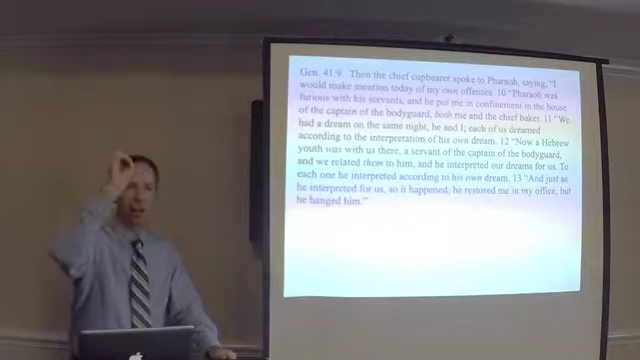 Gen. 41:9 Then the chief cupbearer spoke to Pharaoh, saying, "I
would make mention today of my own offenses. 10 "Pharaoh was
furious with his servants, and he put me in confinement in the house
of the captain of the bodyguard, both me and the chief baker. 11 "We
had a dream on the same night, he and I; each of us dreamed
according to the interpretation of his own dream. 12 "Now a Hebrew
youth was with us there, a servant of the captain of the bodyguard,
and we related them to him, and he interpreted our dreams for us. To
each one he interpreted according to his own dream. 13 "And just as
he interpreted for us, so it happened; he restored me in my office, but
he hanged him."